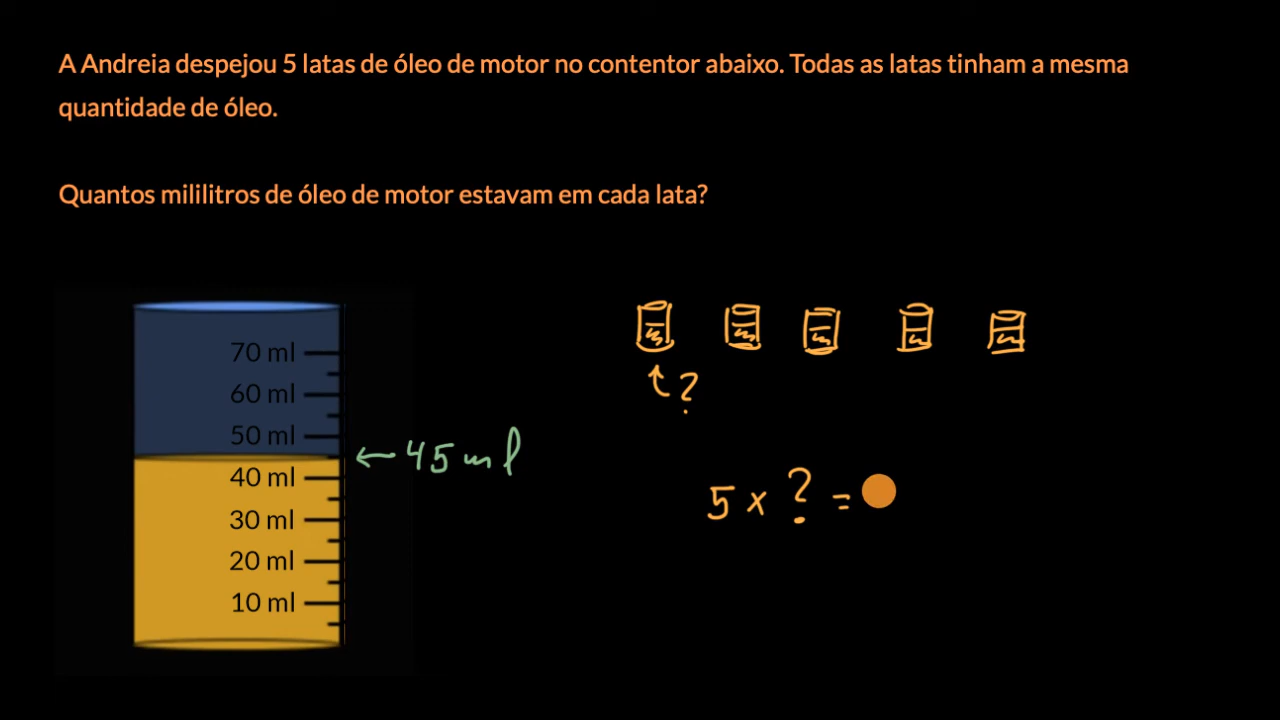 A Andreia despejou 5 latas de óleo de motor no contentor abaixo. Todas as latas tinham a mesma
quantidade de óleo.
Quantos mililitros de óleo de motor estavam em cada lata?
70 ml
60 ml
50 ml
40 ml
30 ml
20 ml
10 ml
← 45 ml
?
5 x ? =